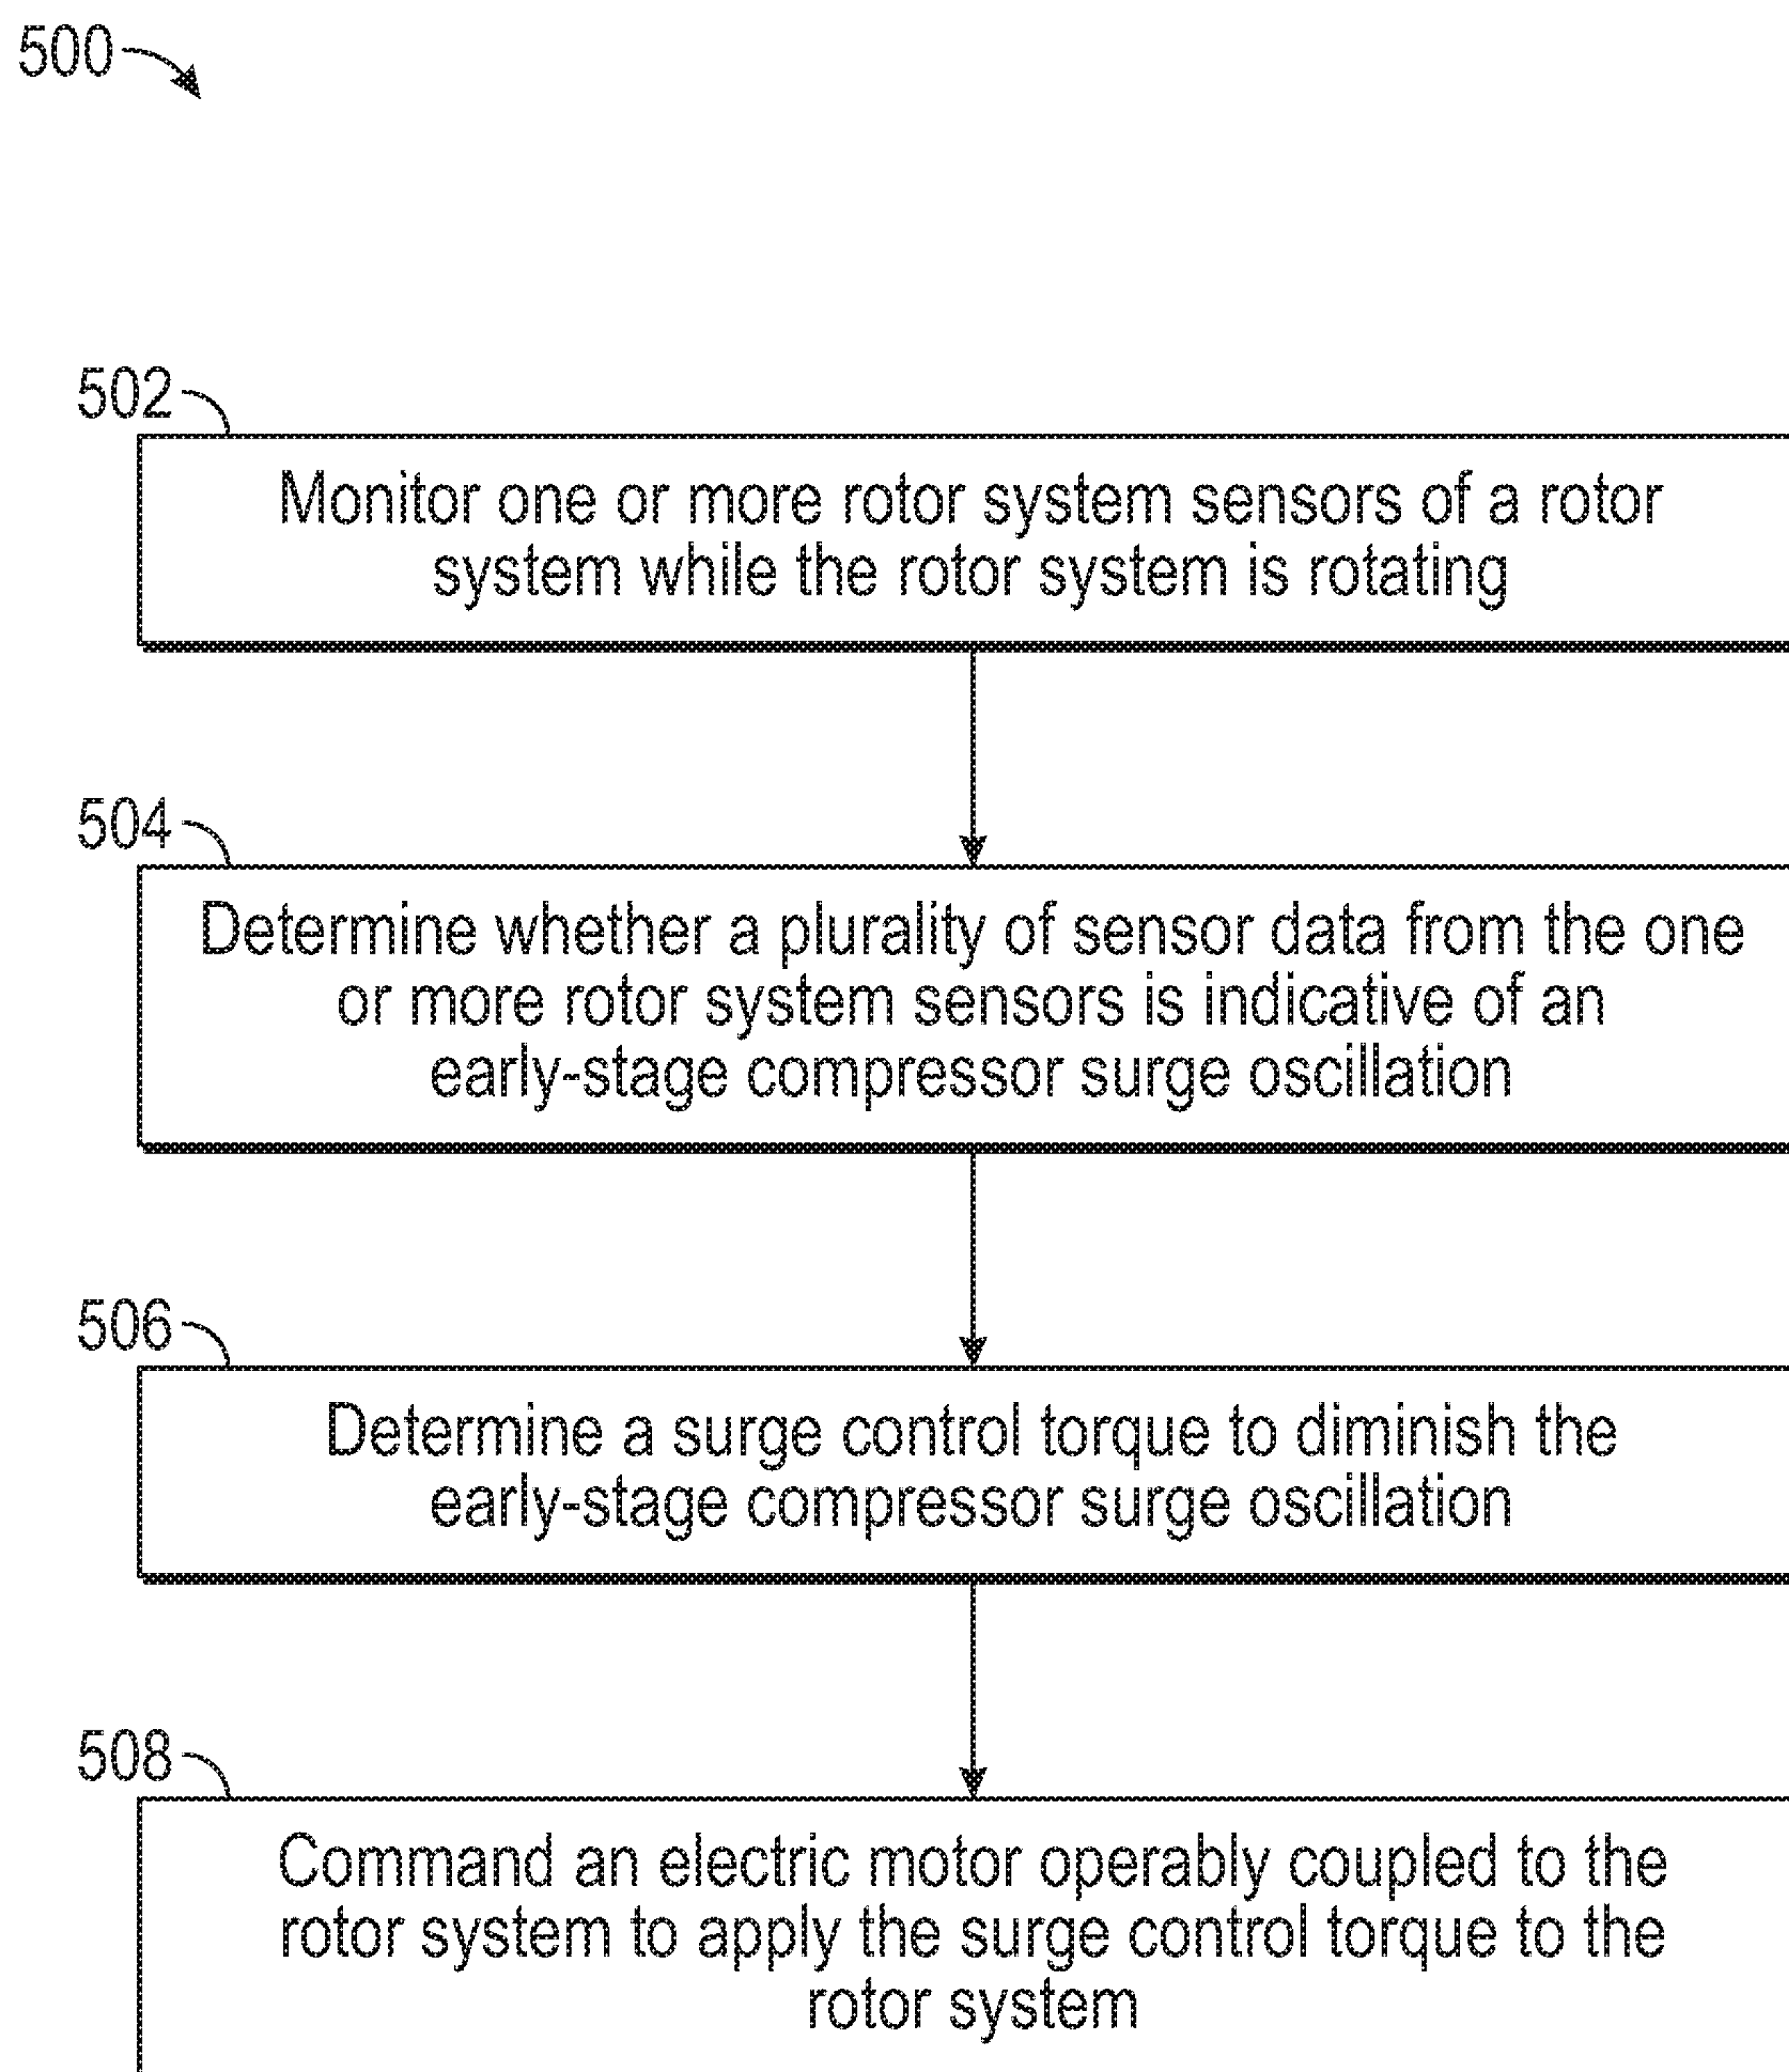 500
502
Monitor one or more rotor system sensors of a rotor
system while the rotor system is rotating
504
Determine whether a plurality of sensor data from the one
or more rotor system sensors is indicative of an
early-stage compressor surge oscillation
506
Determine a surge control torque to diminish the
early-stage compressor surge oscillation
508
Command an electric motor operably coupled to the
rotor system to apply the surge control torque to the
rotor system